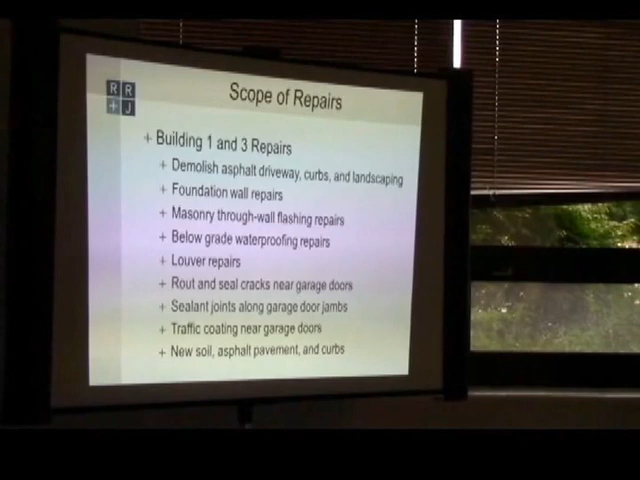 R R
+ J
Scope of Repairs
+ Building 1 and 3 Repairs
+ Demolish asphalt driveway, curbs, and landscaping
+ Foundation wall repairs
+ Masonry through-wall flashing repairs
+ Below grade waterproofing repairs
+ Louver repairs
+ Rout and seal cracks near garage doors
+ Sealant joints along garage door jambs
+ Traffic coating near garage doors
+ New soil, asphalt pavement, and curbs